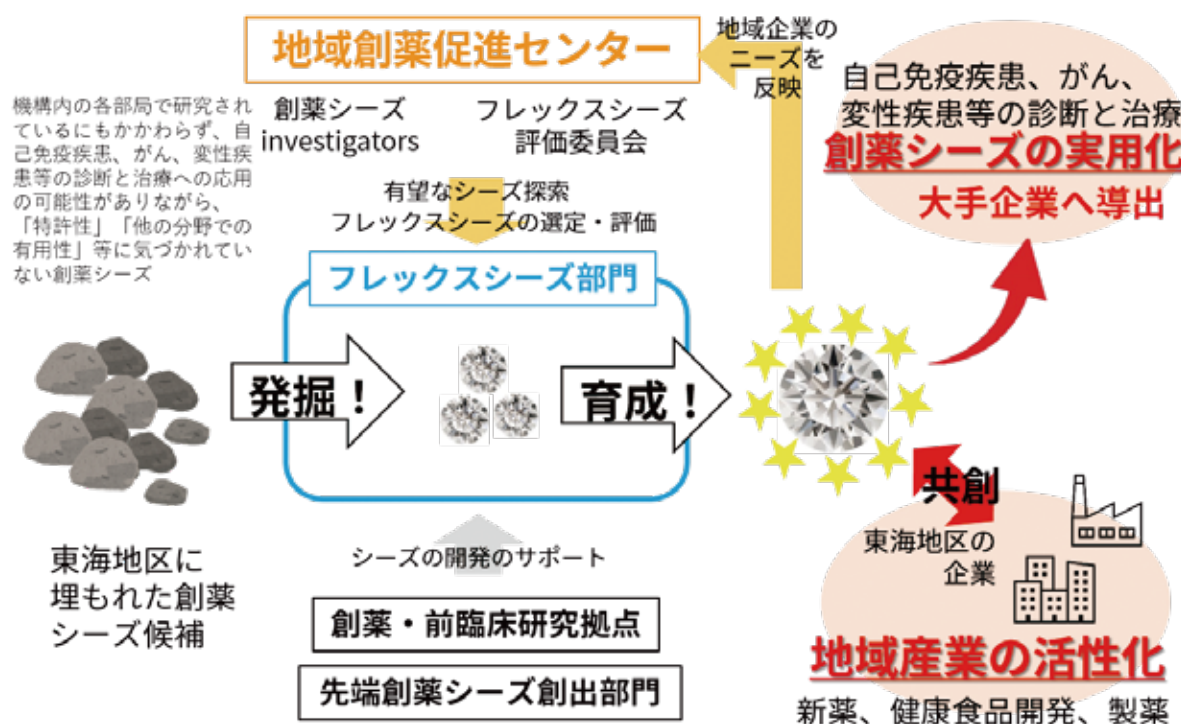 地域創薬促進センター
創薬シーズ
investigators
フレックスシーズ
評価委員会
有望なシーズ探索
フレックスシーズの選定・評価
機構内の各部局で研究され
ているにもかかわらず、自
己免疫疾患、がん、変性疾
患等の診断と治療への応用
の可能性がありながら、
「特許性」「他の分野での
有用性」等に気づかれてい
ない創薬シーズ
地域企業の
ニーズを
反映
自己免疫疾患、がん、
変性疾患等の診断と治療
創薬シーズの実用化
大手企業へ導出
フレックスシーズ部門
発掘！
育成！
東海地区に
埋もれた創薬
シーズ候補
シーズの開発のサポート
創薬・前臨床研究拠点
先端創薬シーズ創出部門
共創
東海地区の
企業
地域産業の活性化
新薬、健康食品開発、製薬